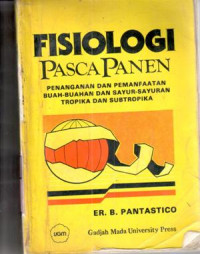 FISIOLOGI
PASCA PANEN
PENANGANAN DAN PEMANFAATAN
BUAH-BUAHAN DAN SAYUR-SAYURAN
TROPIKA DAN SUBTROPIKA
ER. B. PANTASTICO
UGM
Gadjah Mada University Press